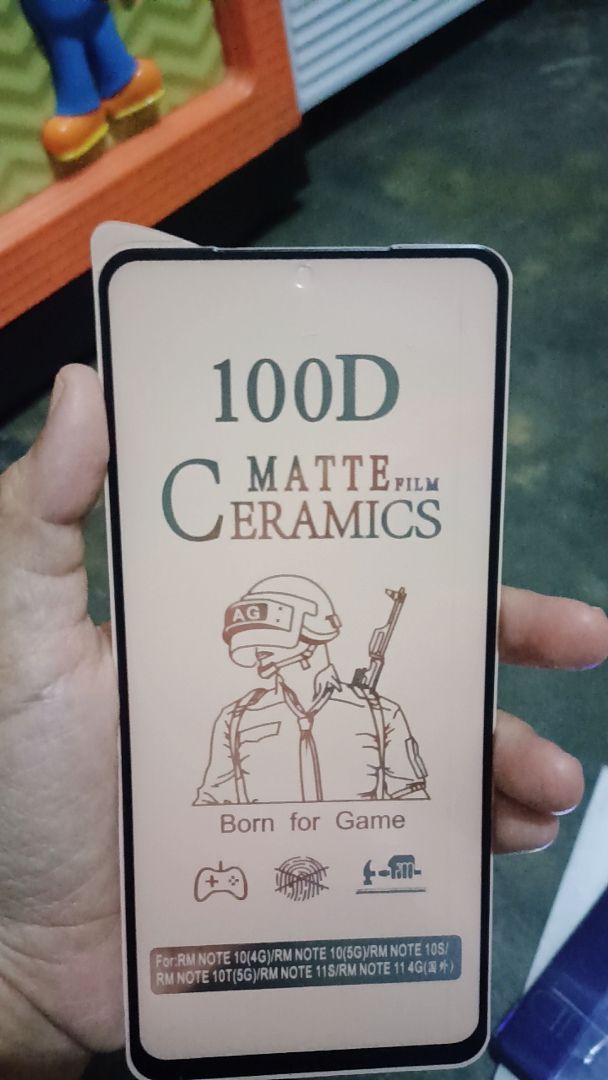 100D
MATTE FILM
CERAMICS
AG
Born for Game
For:RM NOTE 10(4G)/RM NOTE 10(5G)/RM NOTE 10S/
RM NOTE 10T(5G)/RM NOTE 11S/RM NOTE 11 4G(国外)